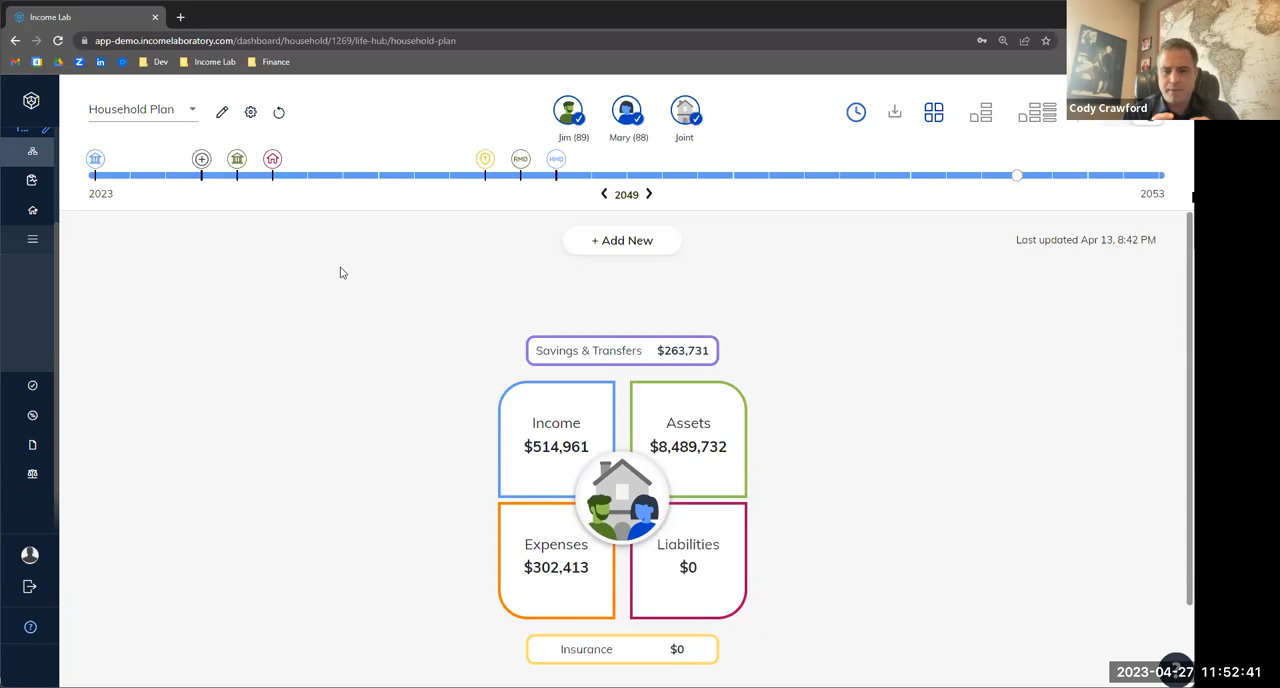 Income Lab
app-demo.incomelaboratory.com/dashboard/household/1269/life-hub/household-plan
Dev
Income Lab
Finance
Cody Crawford
Household Plan
Jim (89)
Mary (88)
Joint
RMD
RMD
2023
2049
2053
+ Add New
Last updated Apr 13, 8:42 PM
Savings & Transfers $263,731
Income
$514,961
Assets
$8,489,732
Expenses
$302,413
Liabilities
$0
Insurance $0
2023-04-27 11:52:41